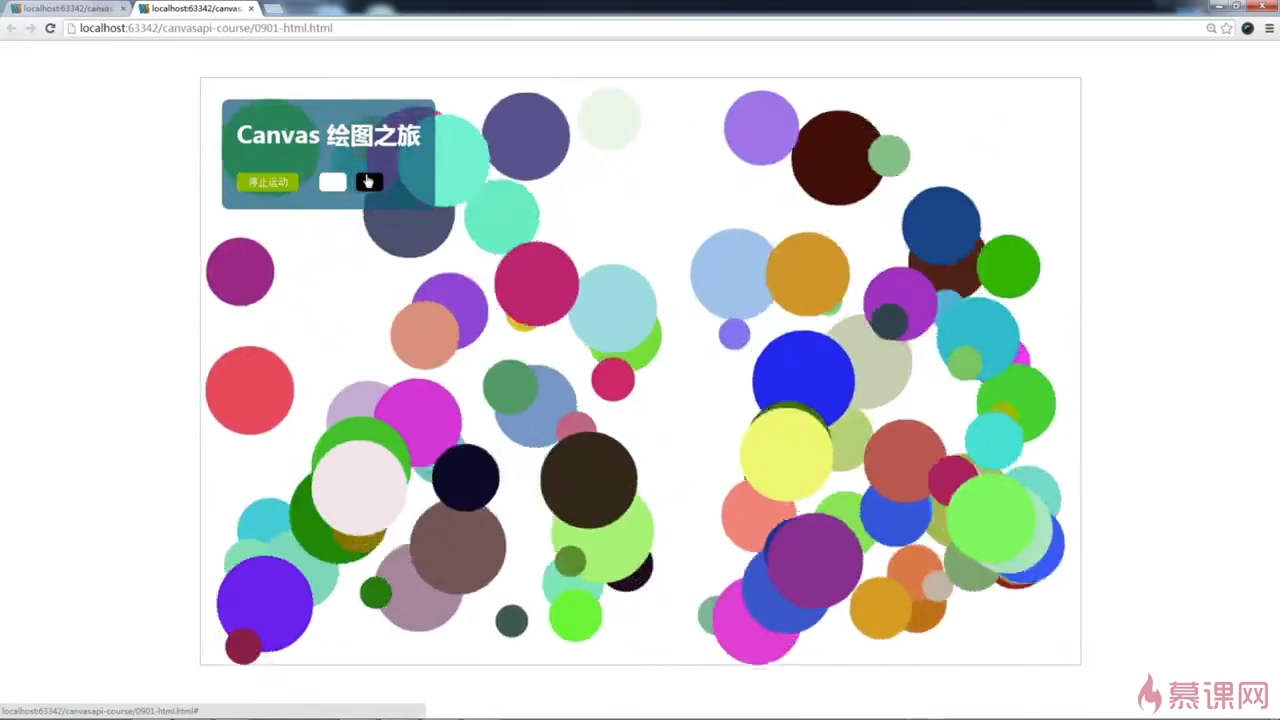 localhost:63342/canvas
localhost:63342/canvas
localhost:63342/canvasapi-course/0901-html.html
Canvas 绘图之旅
停止运动
localhost:63342/canvasapi-course/0901-html.html#
慕课网